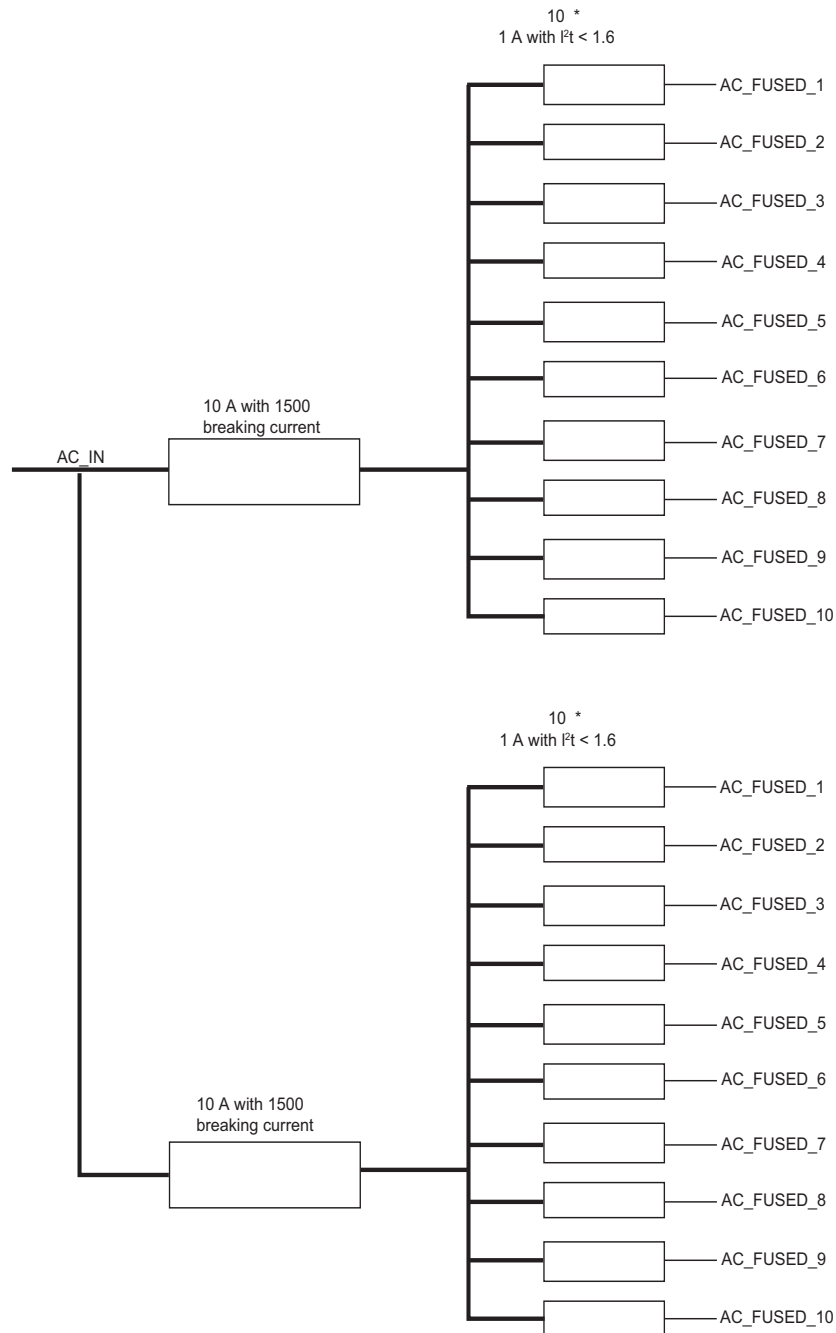 10 *
1 A with I²t < 1.6
AC_FUSED_1
AC_FUSED_2
AC_FUSED_3
AC_FUSED_4
AC_FUSED_5
AC_FUSED_6
10 A with 1500
breaking current
AC_FUSED_7
AC_IN
AC_FUSED_8
AC_FUSED_9
AC_FUSED_10
10 *
1 A with I²t < 1.6
AC_FUSED_1
AC_FUSED_2
AC_FUSED_3
AC_FUSED_4
AC_FUSED_5
AC_FUSED_6
10 A with 1500
breaking current
AC_FUSED_7
AC_FUSED_8
AC_FUSED_9
AC_FUSED_10